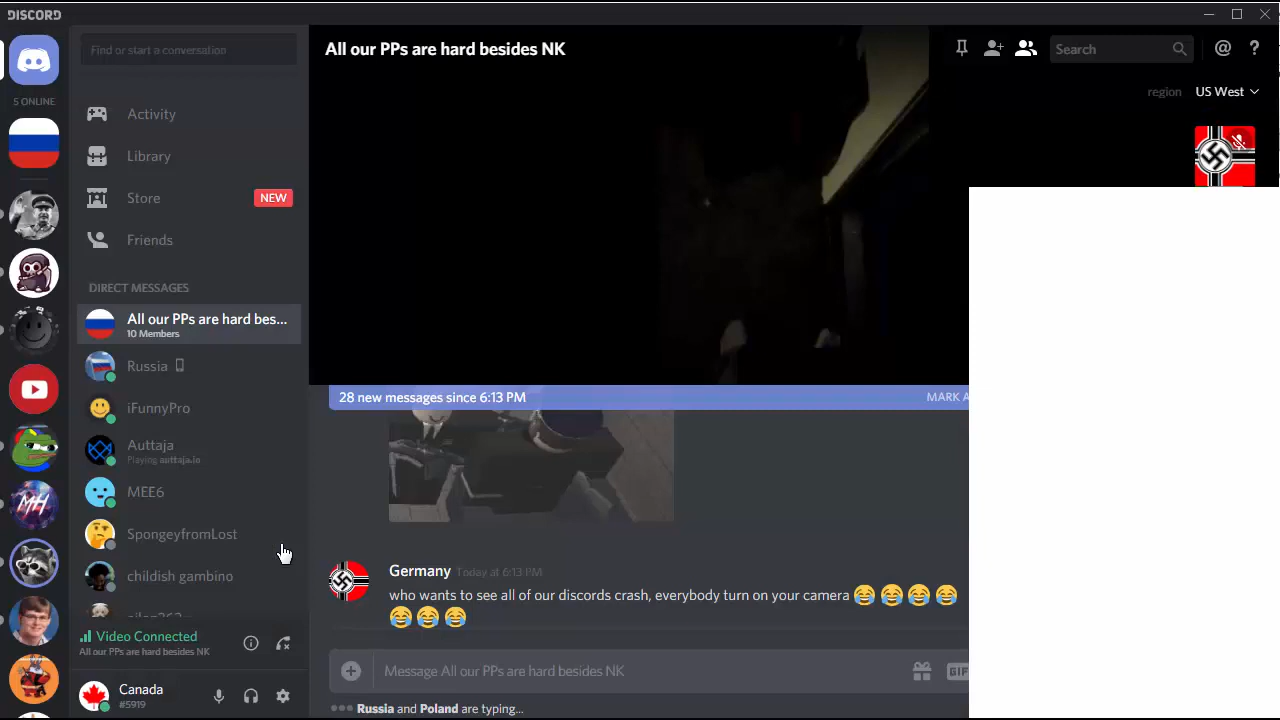 DISCORD
Find or start a conversation
All our PPs are hard besides NK
Search
@
?
5 ONLINE
region US West
Activity
Library
Store NEW
Friends
DIRECT MESSAGES
All our PPs are hard bes...
10 Members
Russia
iFunnyPro
Auttaja
Playing auttaja.io
MEE6
SpongeyfromLost
childish gambino
28 new messages since 6:13 PM MARK A
Germany Today at 6:13 PM
who wants to see all of our discords crash, everybody turn on your camera 😂 😂 😂 😂
😂 😂 😂
Video Connected
All our PPs are hard besides NK
Message All our PPs are hard besides NK
GIF
Canada
#5919
Russia and Poland are typing...
MH